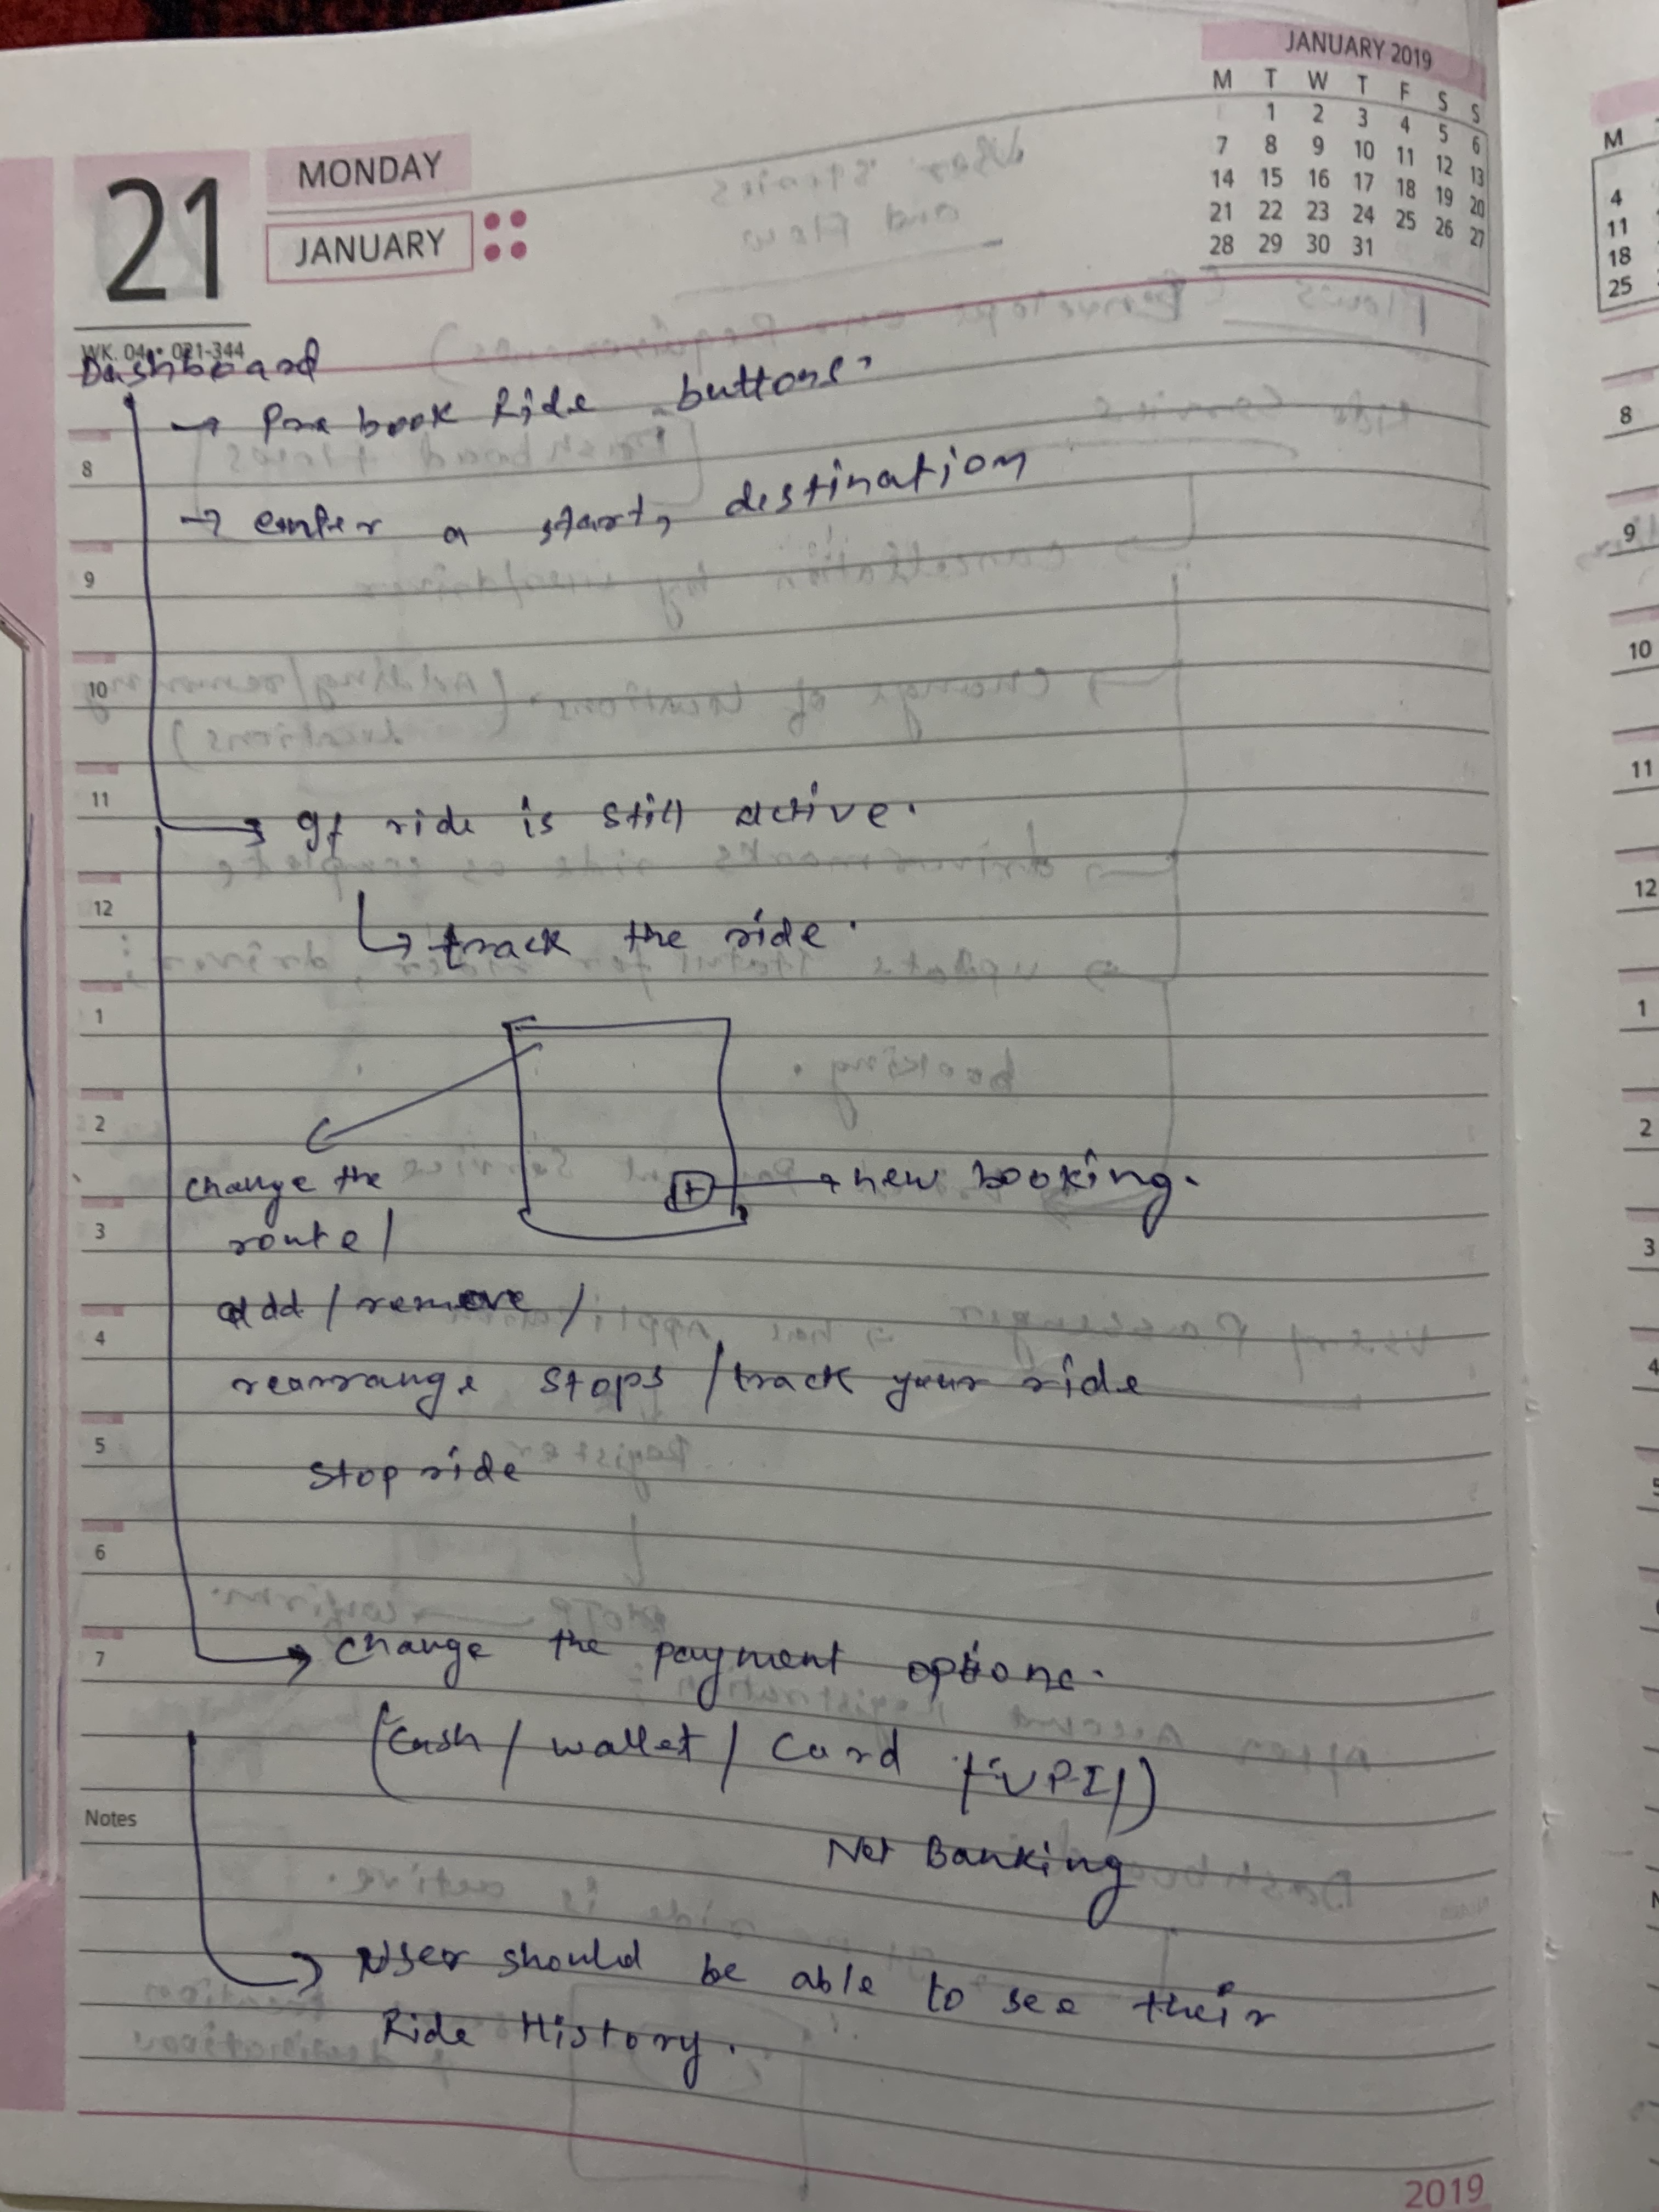 JANUARY 2019
M T W T F S S
1 2 3 4 5 6
7 8 9 10 11 12 13
14 15 16 17 18 19 20
21 22 23 24 25 26 27
28 29 30 31
21
MONDAY
JANUARY
WK. 04 • 021-344
Dashboard
→ Pre book Ride buttons.
8
→ enter a start, destination
9
10
11
→ If ride is still active.
12
↳ track the ride.
1
2
change the
+ → new booking.
3
route/
add / remove /
4
rearrange stops / track your ride
5
stop ride
6
7
→ change the payment options.
(Cash / wallet / Card / UPI/)
Notes
Net Banking
→ User should be able to see their
Ride History.
2019
M
4
11
18
25
8
9
10
11
12
1
2
3
4
5